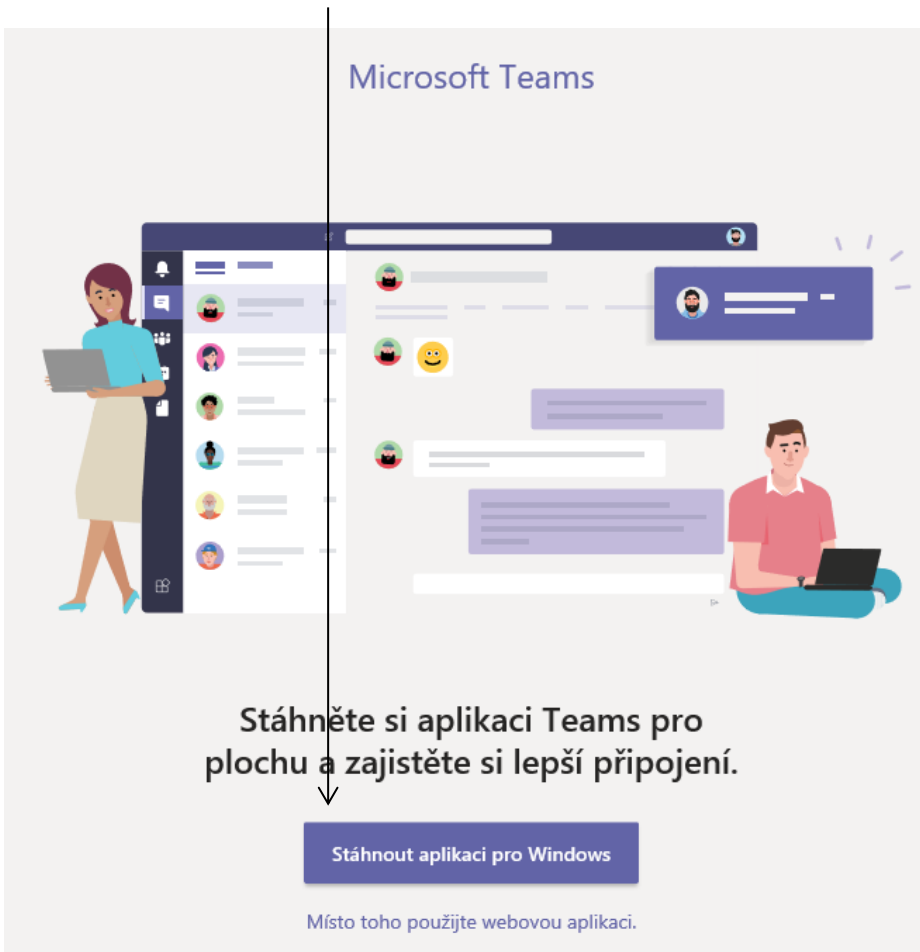 Microsoft Teams
Stáhněte si aplikaci Teams pro
plochu a zajistěte si lepší připojení.
Stáhnout aplikaci pro Windows
Místo toho použijte webovou aplikaci.